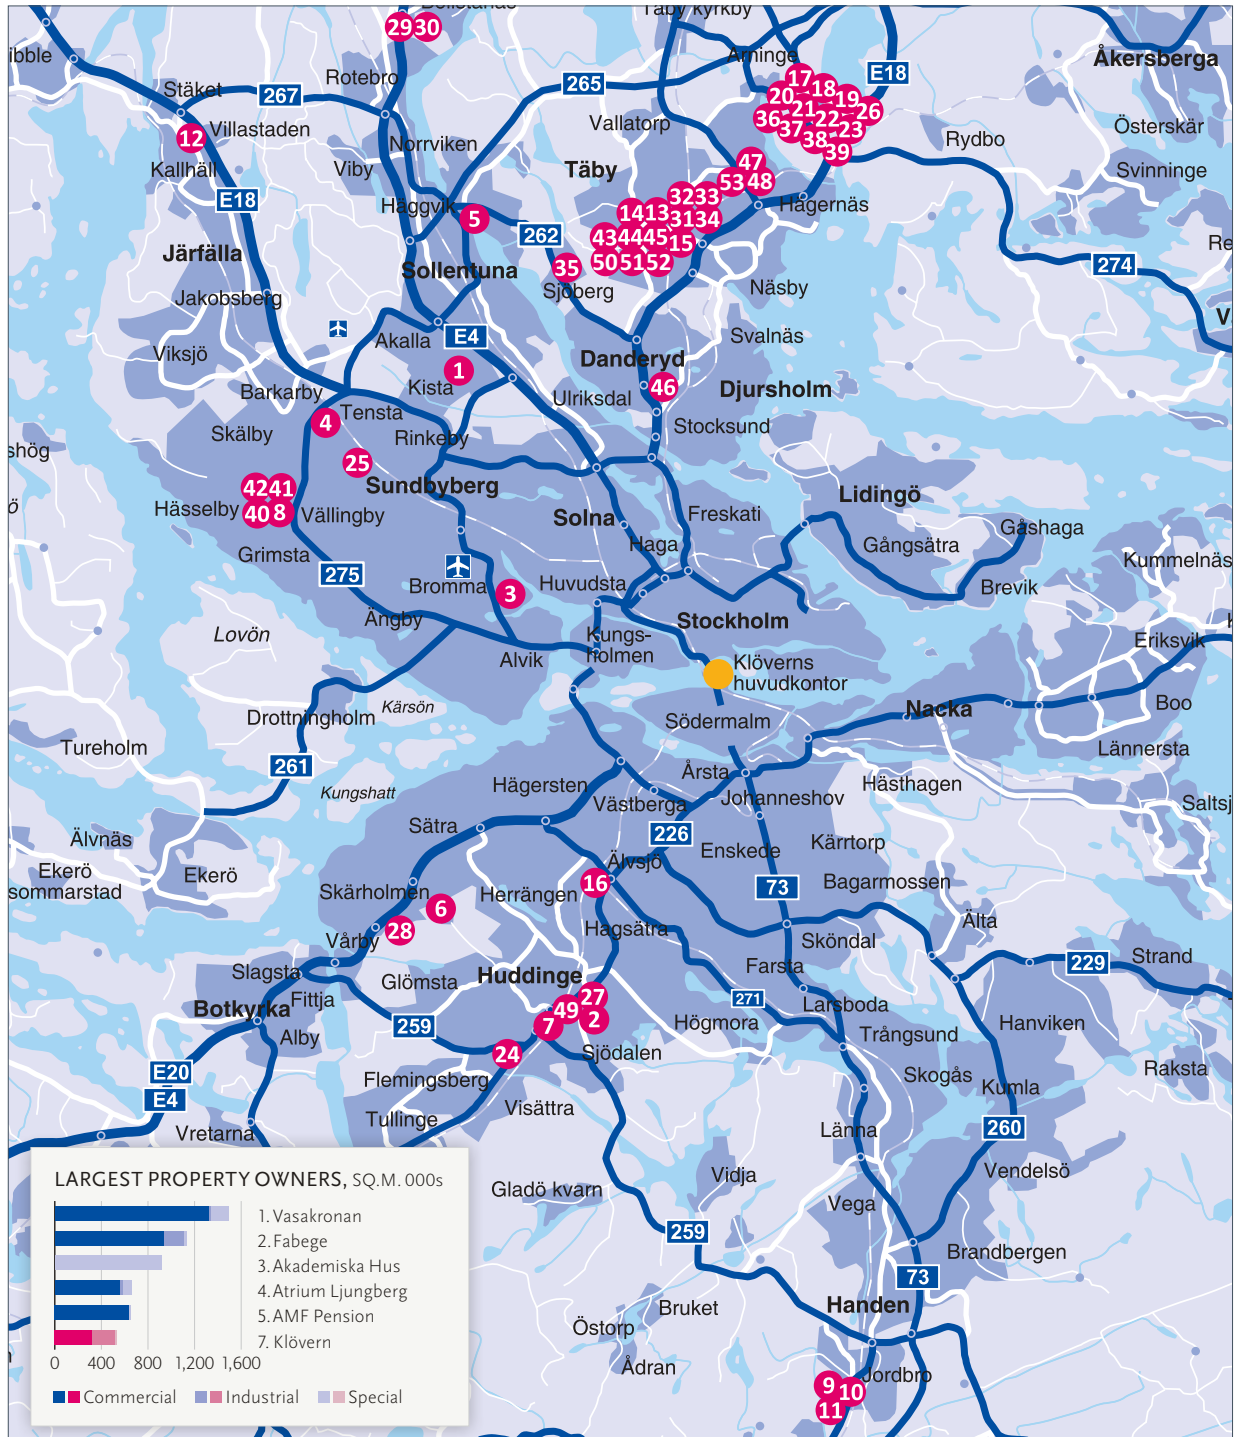 29 30
Täby kyrkby
Arninge
Åkersberga
Rotebro
265
E18
Stäket
267
17
18
20
19
21
26
36
22
37
23
38
39
12
Villastaden
Vallatorp
Österskär
Norrviken
Rydbo
Kallhäll
Viby
Täby
47
Svinninge
53 48
E18
Häggvik
5
32 33
Hägernäs
14 13
31 34
262
43 44 45
15
Järfälla
50 51 52
35
274
Sollentuna
Sjöberg
Näsby
Jakobsberg
E4
Akalla
Svalnäs
Viksjö
Danderyd
1
Kista
46
Djursholm
Barkarby
Ulriksdal
Tensta
4
Stocksund
Skälby
Rinkeby
shög
25
42 41
Sundbyberg
Lidingö
Hässelby
40 8
Vällingby
Solna
Freskati
Gåshaga
Haga
Gångsätra
Grimsta
Kummelnäs
275
Bromma
3
Huvudsta
Brevik
Ängby
Stockholm
Lovön
Kungs-
holmen
Eriksvik
Alvik
Klöverns
huvudkontor
Kärsön
Drottningholm
Nacka
Boo
Södermalm
Tureholm
Lännersta
261
Årsta
Hägersten
Hästhagen
Kungshatt
Västberga
Johanneshov
Saltsj
Sätra
226
Älvnäs
Kärrtorp
Enskede
Ekerö
sommarstad
Ekerö
Älvsjö
Skärholmen
16
73
Bagarmossen
Herrängen
6
Älta
28
Hagsätra
Vårby
Sköndal
Strand
229
Slagsta
Huddinge
Farsta
Glömsta
Fittja
27
271
Botkyrka
49
2
Larsboda
7
259
Högmora
Hanviken
Alby
Trångsund
24
Sjödalen
E20
Raksta
Flemingsberg
Skogås
Kumla
E4
Visättra
Tullinge
Vretarna
Länna
260
Vendelsö
Vidja
Gladö kvarn
Vega
259
Brandbergen
73
Handen
Bruket
Östorp
Ådran
Jordbro
9
10
11
LARGEST PROPERTY OWNERS, SQ.M. 000s
1. Vasakronan
2. Fabege
3. Akademiska Hus
4. Atrium Ljungberg
5. AMF Pension
7. Klövern
0 400 800 1,200 1,600
Commercial Industrial Special